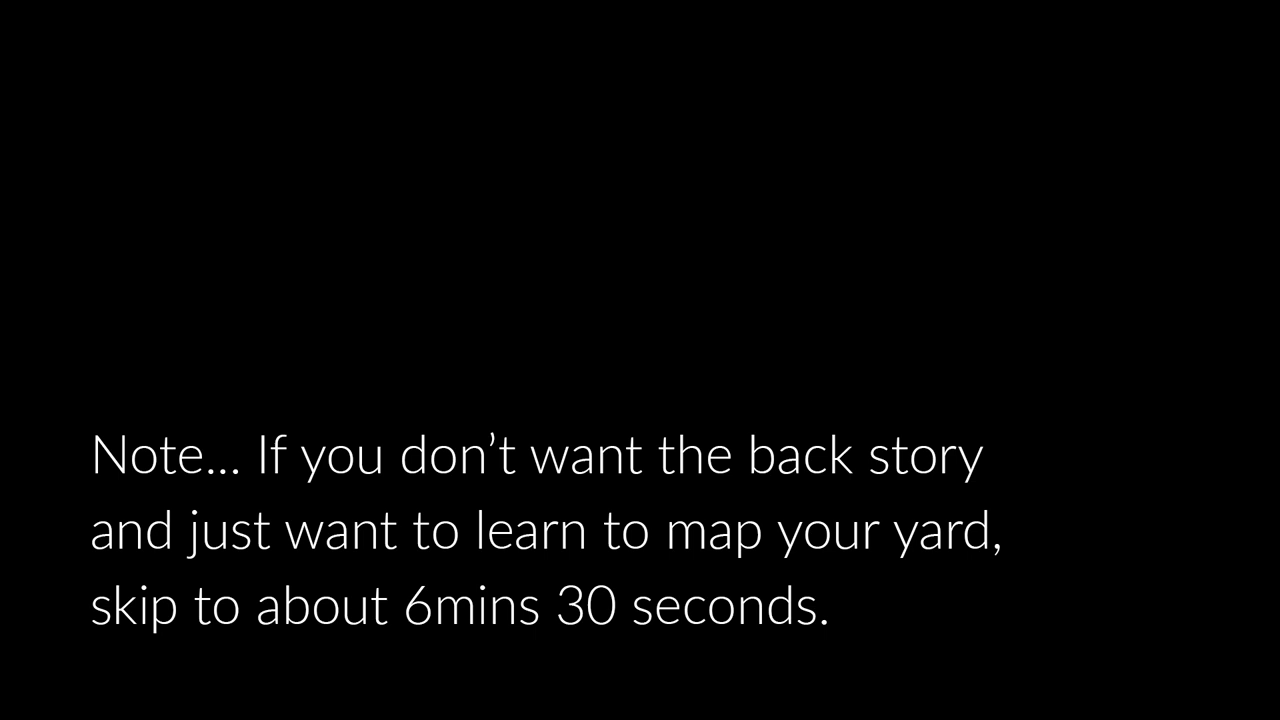 Note... If you don’t want the back story
and just want to learn to map your yard,
skip to about 6mins 30 seconds.